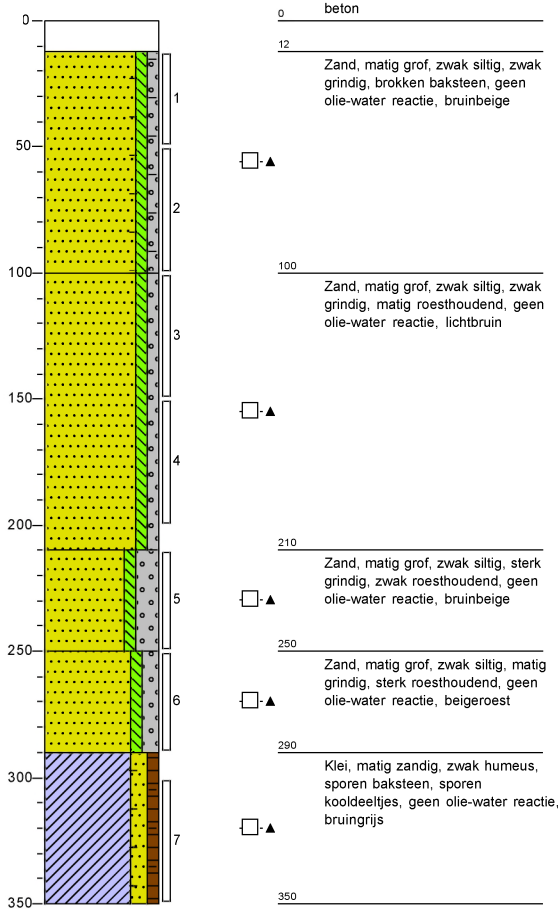 0
0
beton
12
Zand, matig grof, zwak siltig, zwak
grindig, brokken baksteen, geen
olie-water reactie, bruinbeige
1
50
2
100
100
Zand, matig grof, zwak siltig, zwak
grindig, matig roesthoudend, geen
olie-water reactie, lichtbruin
3
150
4
200
210
Zand, matig grof, zwak siltig, sterk
grindig, zwak roesthoudend, geen
olie-water reactie, bruinbeige
5
250
250
Zand, matig grof, zwak siltig, matig
grindig, sterk roesthoudend, geen
olie-water reactie, beigeroest
6
290
Klei, matig zandig, zwak humeus,
sporen baksteen, sporen
kooldeeltjes, geen olie-water reactie,
bruingrijs
300
7
350
350